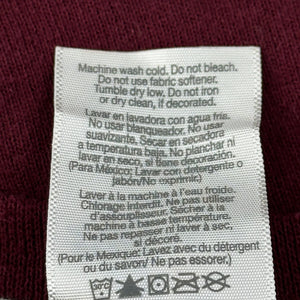 Machine wash cold. Do not bleach.
Do not use fabric softener.
Tumble dry low. Do not iron
or dry clean, if decorated.
Lavar en lavadora con agua fría.
No usar blanqueador. No usar
suavizante. Secar en secadora
a temperatura baja. No planchar ni
lavar en seco, si tiene decoración.
(Para México: Lavar con detergente o
jabón/No exprimir.)
Laver à la machine à l'eau froide.
Chlorage interdit. Ne pas utiliser
d'assouplisseur. Sécher à la
machine à basse température.
Ne pas repasser ni nettoyer à sec,
si décoré.
(Pour le Mexique: Lavez avec du détergent
ou du savon/ Ne pas essorer.)
30°C